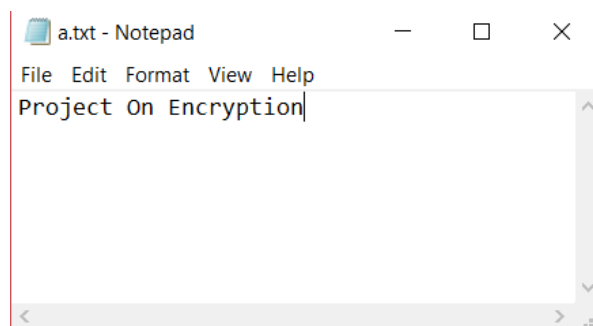 a.txt - Notepad
File Edit Format View Help
Project On Encryption